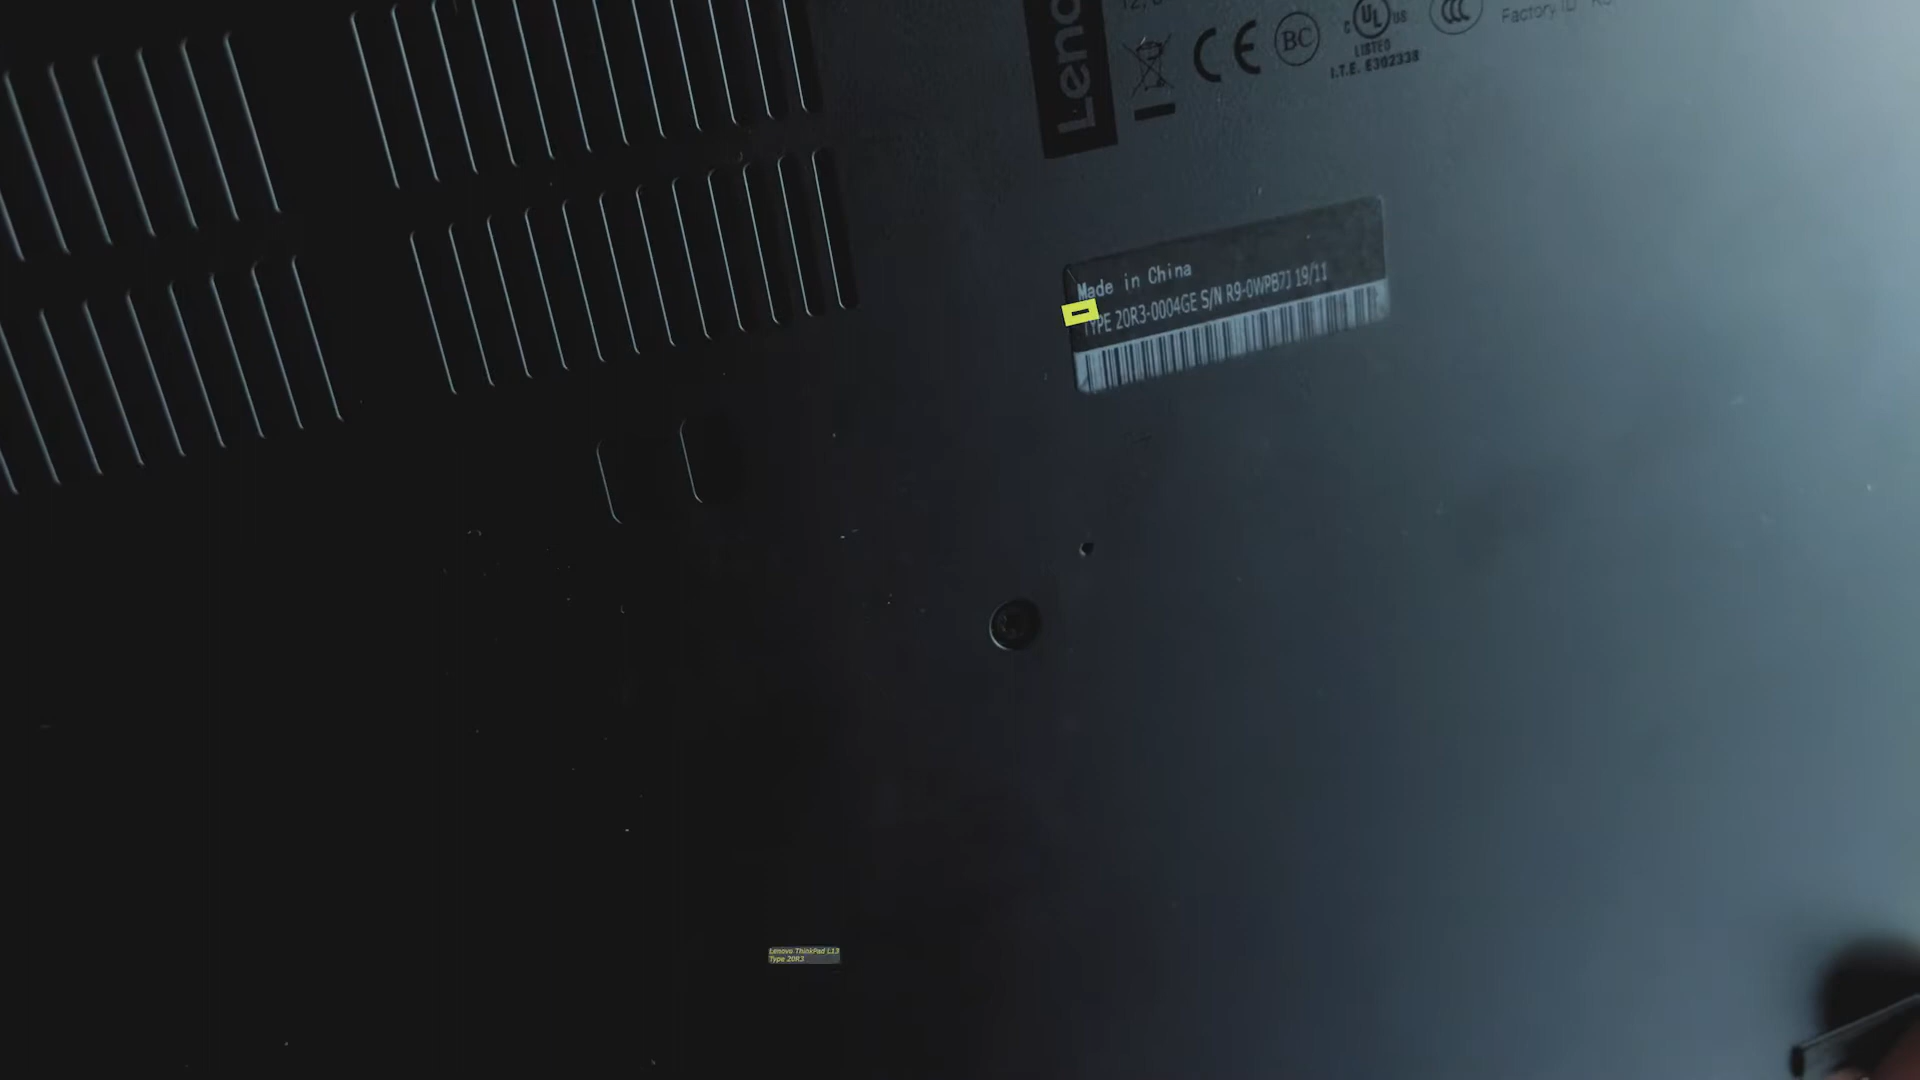 Lenovo
BC
UL
LISTED
I.T.E. E302338
Factory ID
Made in China
TYPE 20R3-0004GE S/N R9-0WPB7J 19/11
Lenovo ThinkPad L13
Type 20R3